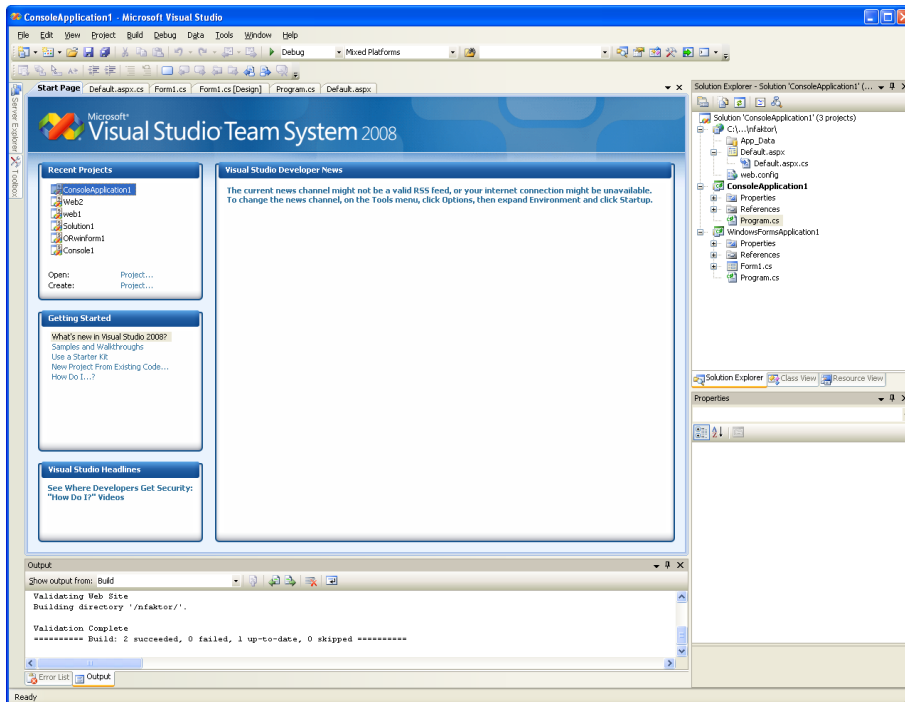 ConsoleApplication1 - Microsoft Visual Studio
File Edit View Project Build Debug Data Tools Window Help
Debug Mixed Platforms
Server Explorer
Toolbox
Start Page Default.aspx.cs Form1.cs Form1.cs [Design] Program.cs Default.aspx
Microsoft®
Visual Studio Team System 2008
Recent Projects
ConsoleApplication1
Web2
web1
Solution1
ORwinform1
Console1
Open: Project...
Create: Project...
Getting Started
What's new in Visual Studio 2008?
Samples and Walkthroughs
Use a Starter Kit
New Project From Existing Code...
How Do I...?
Visual Studio Headlines
See Where Developers Get Security:
"How Do I?" Videos
Visual Studio Developer News
The current news channel might not be a valid RSS feed, or your internet connection might be unavailable.
To change the news channel, on the Tools menu, click Options, then expand Environment and click Startup.
Solution Explorer - Solution 'ConsoleApplication1' (...
Solution 'ConsoleApplication1' (3 projects)
C:\...\nfaktor\
App_Data
Default.aspx
Default.aspx.cs
web.config
ConsoleApplication1
Properties
References
Program.cs
WindowsFormsApplication1
Properties
References
Form1.cs
Program.cs
Solution Explorer Class View Resource View
Properties
Output
Show output from: Build
Validating Web Site
Building directory '/nfaktor/'.
Validation Complete
========== Build: 2 succeeded, 0 failed, 1 up-to-date, 0 skipped ==========
Error List Output
Ready